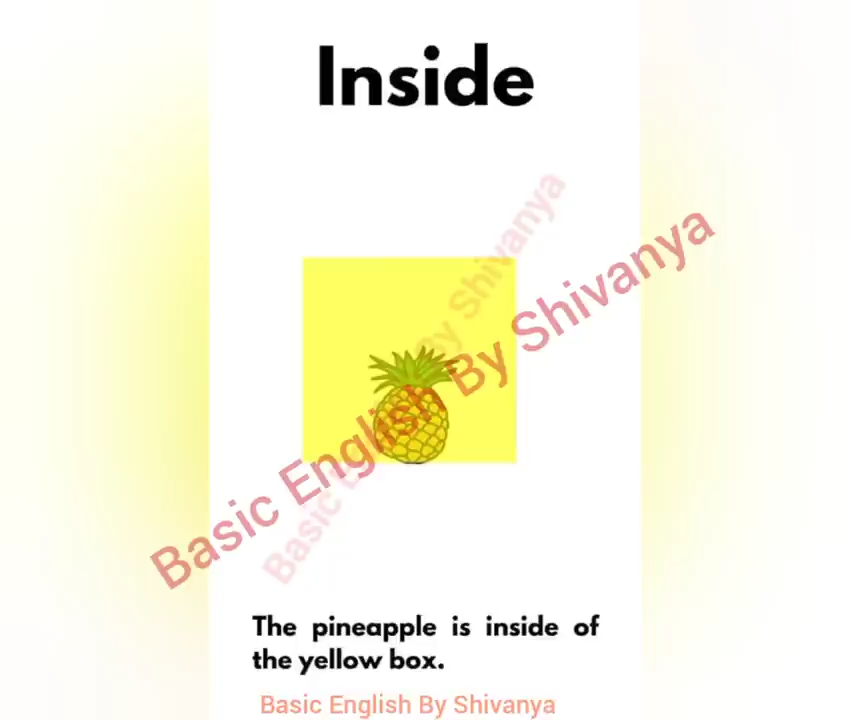 Inside
Basic English By Shivanya
Basic English By Shivanya
The pineapple is inside of
the yellow box.
Basic English By Shivanya